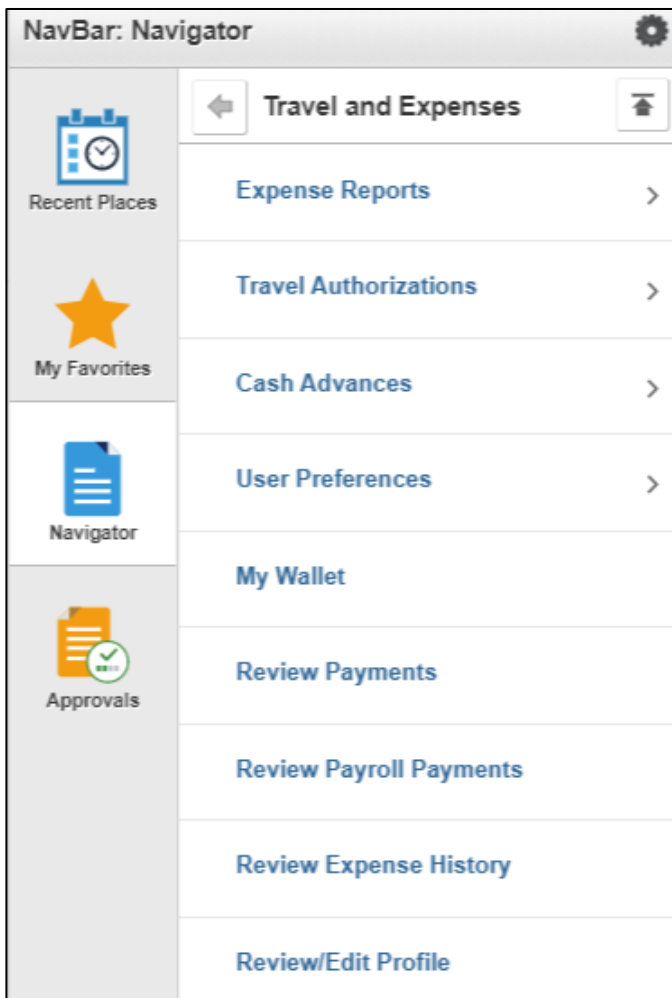 NavBar: Navigator
Recent Places
My Favorites
Navigator
Approvals
Travel and Expenses
Expense Reports
Travel Authorizations
Cash Advances
User Preferences
My Wallet
Review Payments
Review Payroll Payments
Review Expense History
Review/Edit Profile